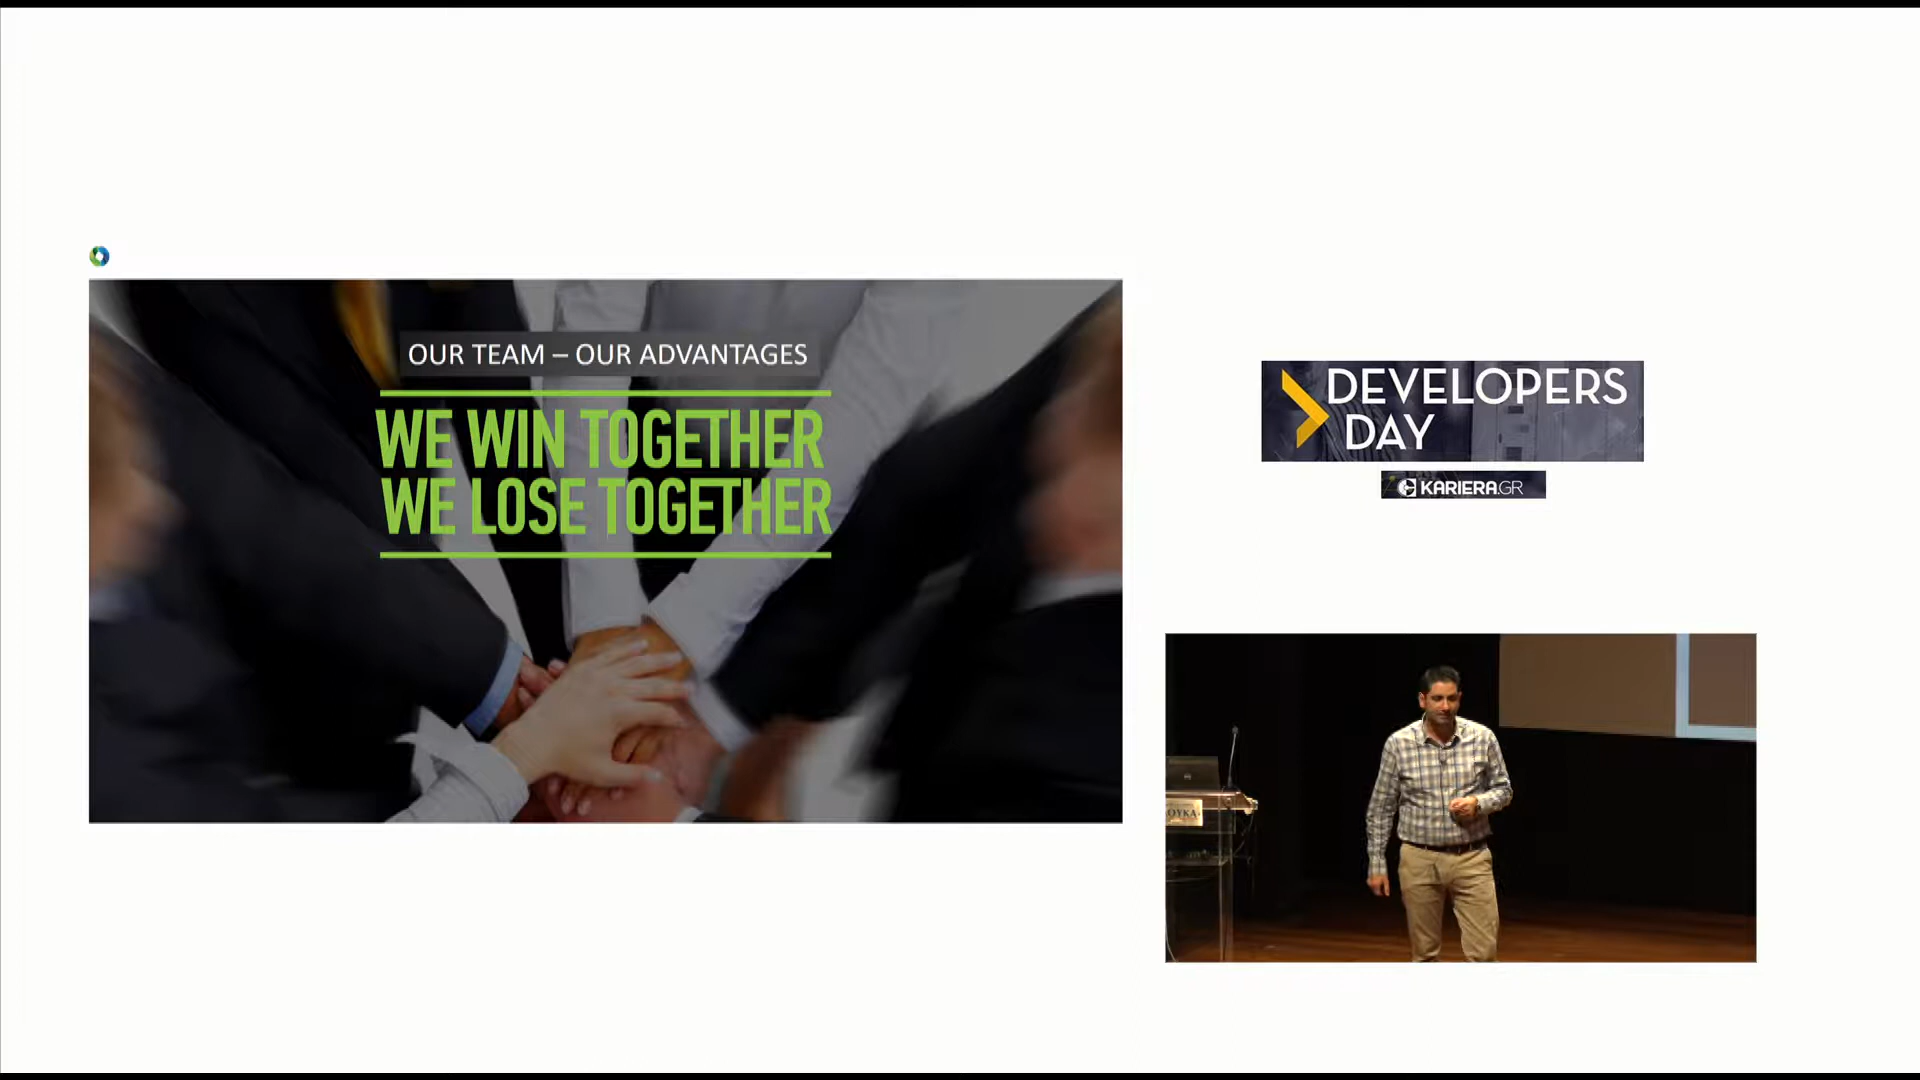 OUR TEAM – OUR ADVANTAGES
WE WIN TOGETHER
WE LOSE TOGETHER
DEVELOPERS
DAY
KARIERA.GR